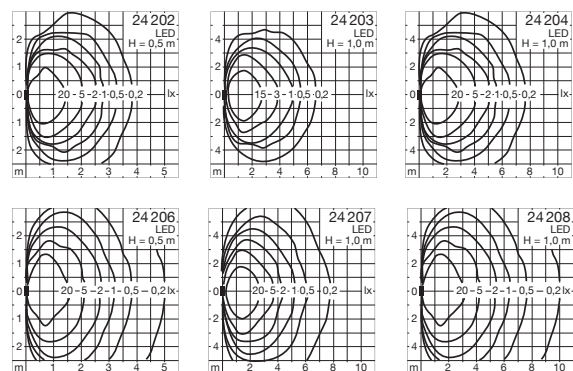 24 202
LED
H = 0,5 m
2
1
0
1
2
20 - 5 - 2 - 1 - 0,5 - 0,2
lx
m 1 2 3 4 5
24 203
LED
H = 1,0 m
4
2
0
2
4
15 - 3 - 1 - 0,5 - 0,2
lx
m 2 4 6 8 10
24 204
LED
H = 1,0 m
4
2
0
2
4
20 - 5 - 2 - 1 - 0,5 - 0,2
lx
m 2 4 6 8 10
24 206
LED
H = 0,5 m
2
1
0
1
2
20 - 5 - 2 - 1 - 0,5 - 0,2 lx
m 1 2 3 4 5
24 207
LED
H = 1,0 m
4
2
0
2
4
20 - 5 - 2 - 1 - 0,5 - 0,2
lx
m 2 4 6 8 10
24 208
LED
H = 1,0 m
4
2
0
2
4
20 - 5 - 2 - 1 - 0,5 - 0,2 lx
m 2 4 6 8 10